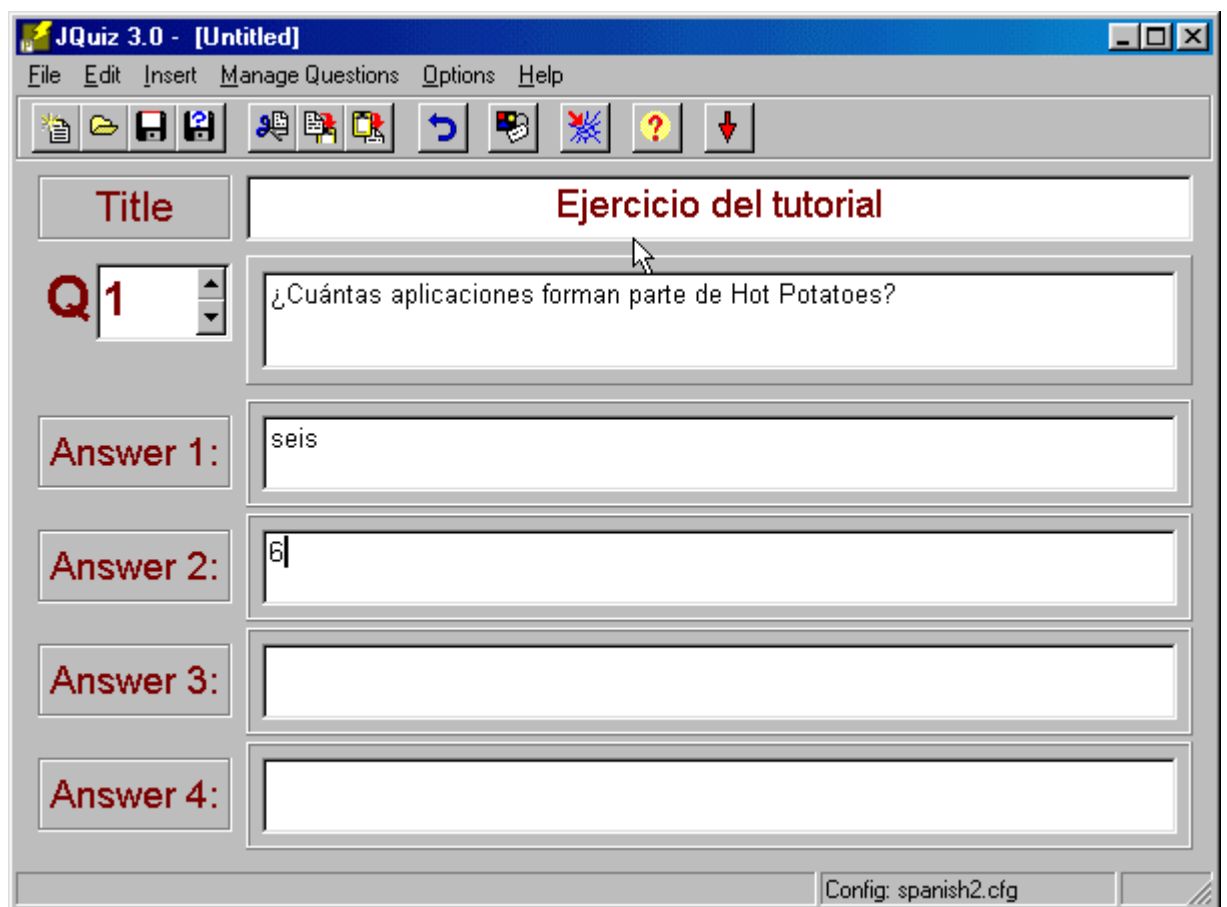 JQuiz 3.0 - [Untitled]
File Edit Insert Manage Questions Options Help
Title
Ejercicio del tutorial
Q 1
¿Cuántas aplicaciones forman parte de Hot Potatoes?
Answer 1:
seis
Answer 2:
6
Answer 3:
Answer 4:
Config: spanish2.cfg